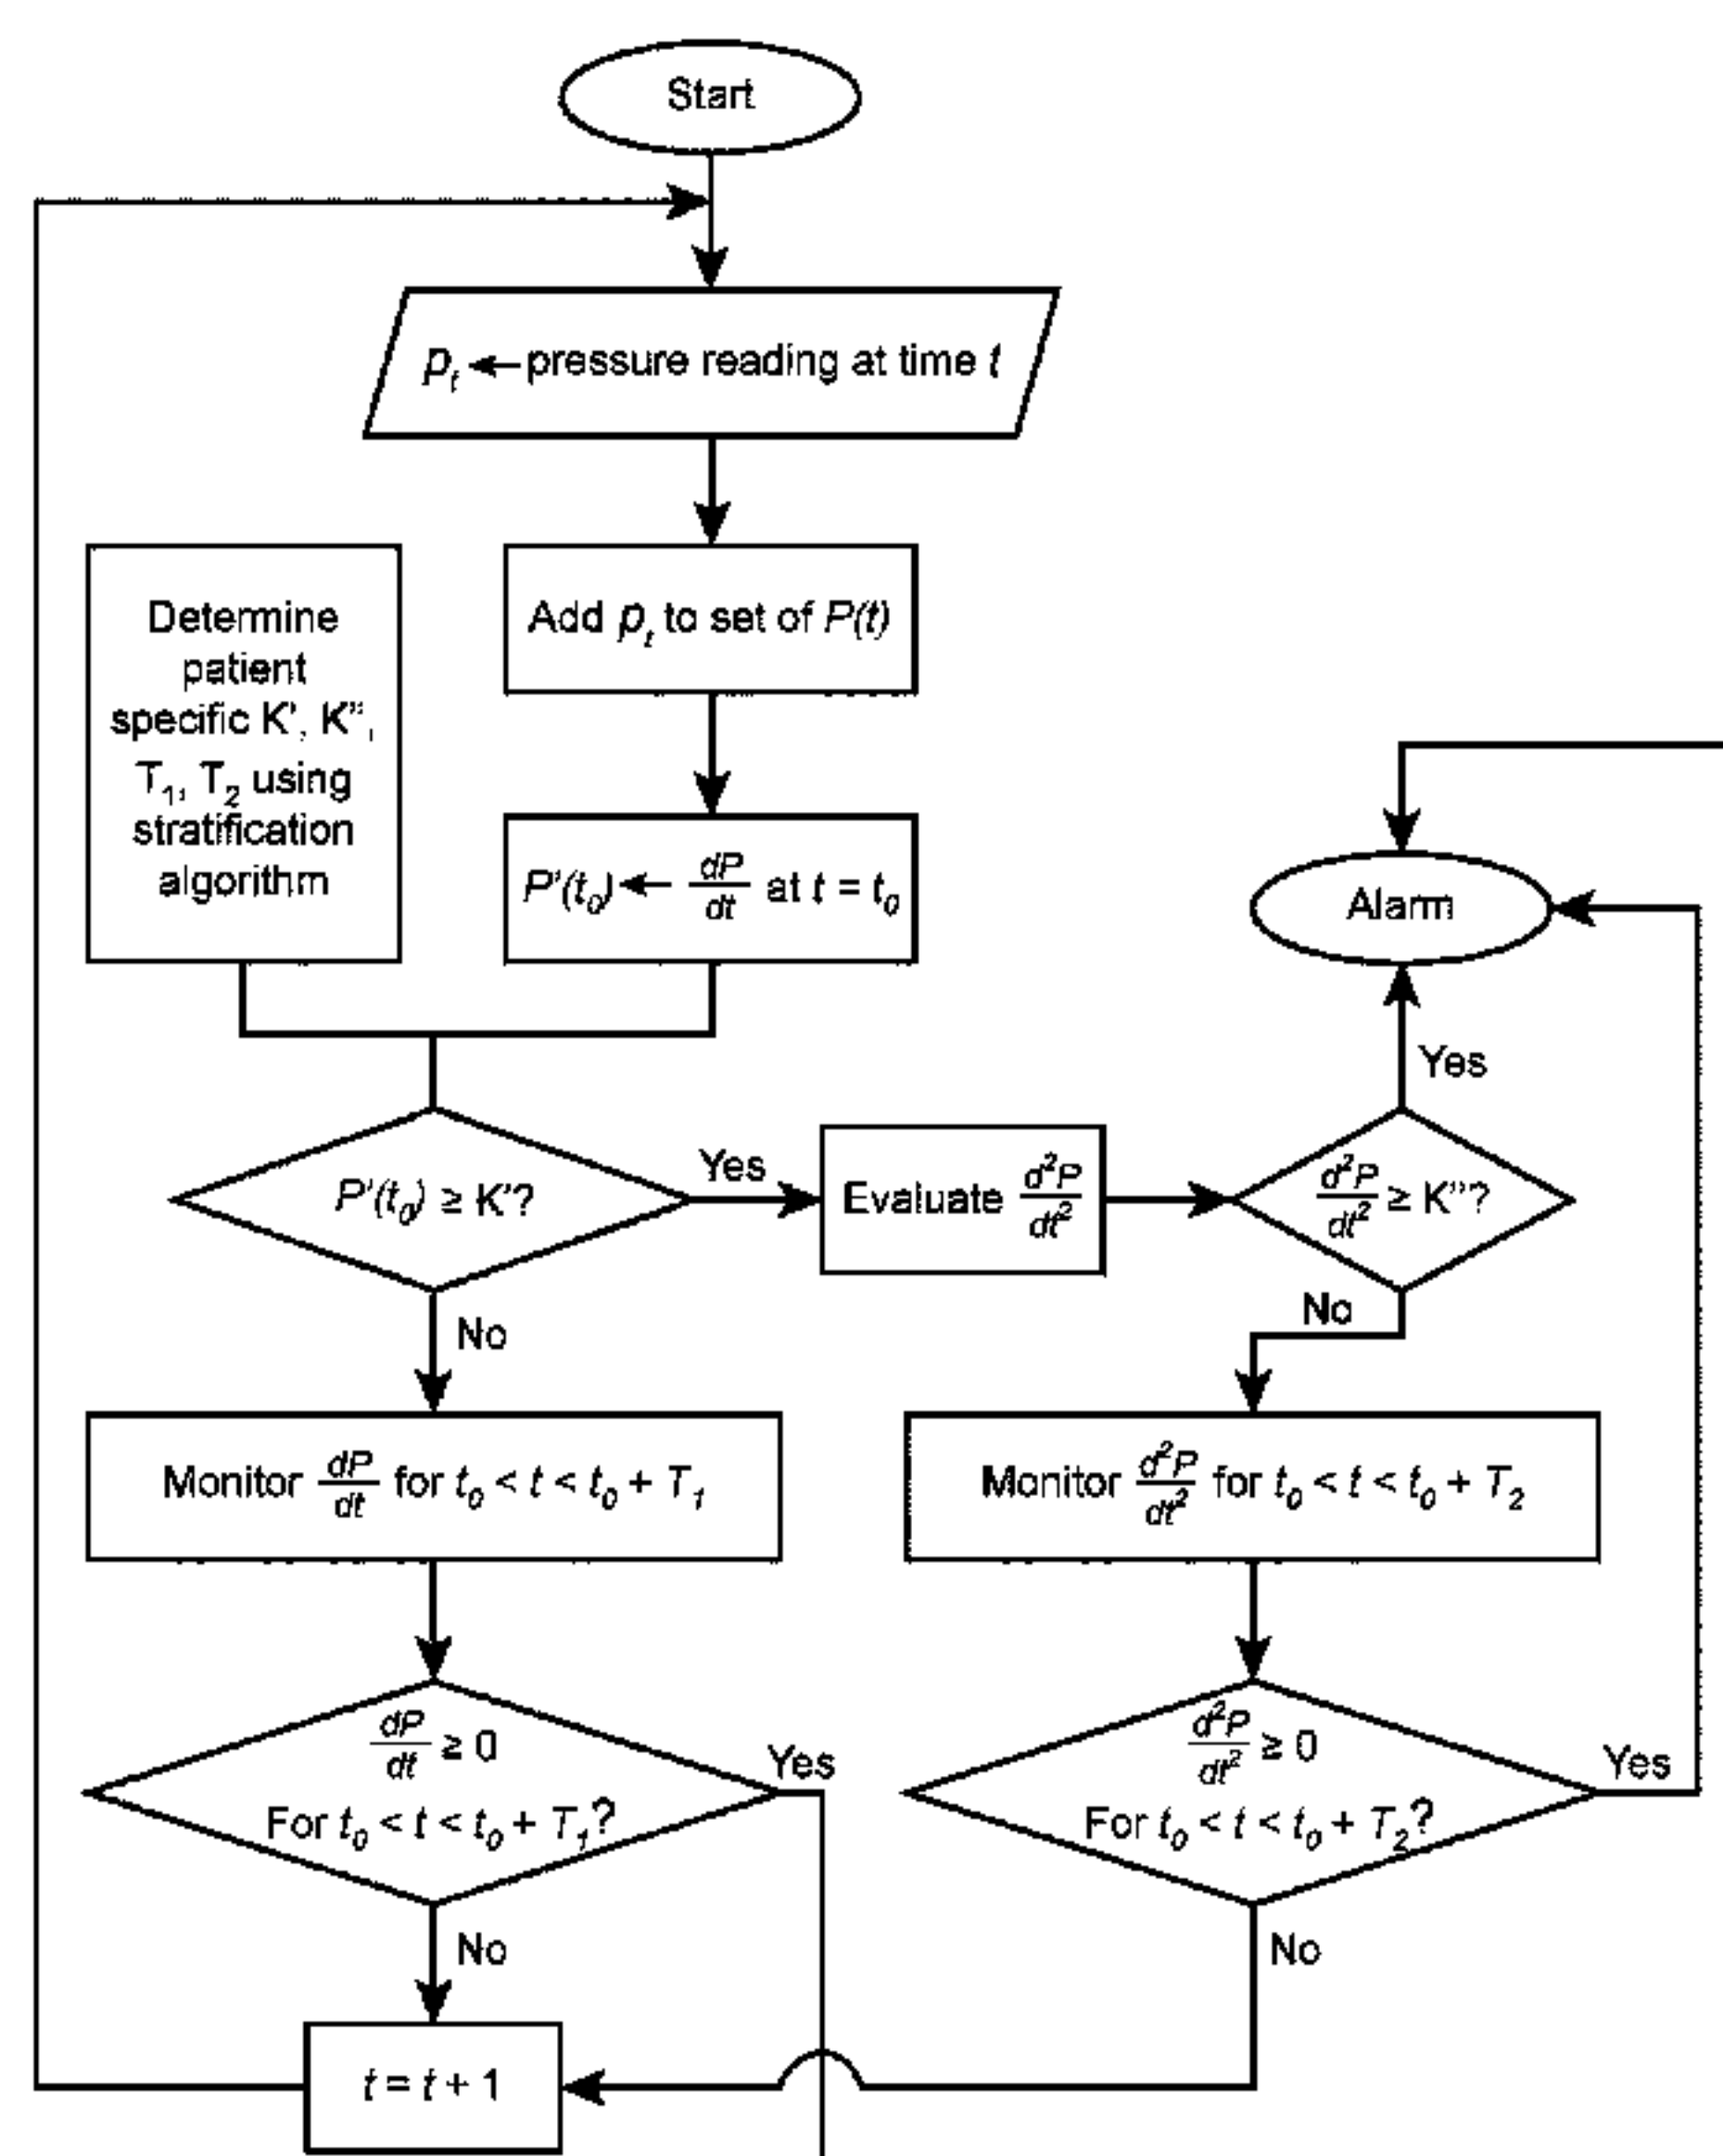 Start
pₜ ← pressure reading at time t
Determine
patient
specific K', K'',
T₁, T₂ using
stratification
algorithm
Add pₜ to set of P(t)
P'(t₀) ← dP/dt at t = t₀
Alarm
Yes
P'(t₀) ≥ K'?
Yes
Evaluate d²P/dt²
d²P/dt² ≥ K''?
No
No
Monitor dP/dt for t₀ < t < t₀ + T₁
Monitor d²P/dt² for t₀ < t < t₀ + T₂
dP/dt ≥ 0
For t₀ < t < t₀ + T₁?
Yes
d²P/dt² ≥ 0
For t₀ < t < t₀ + T₂?
Yes
No
No
t = t + 1